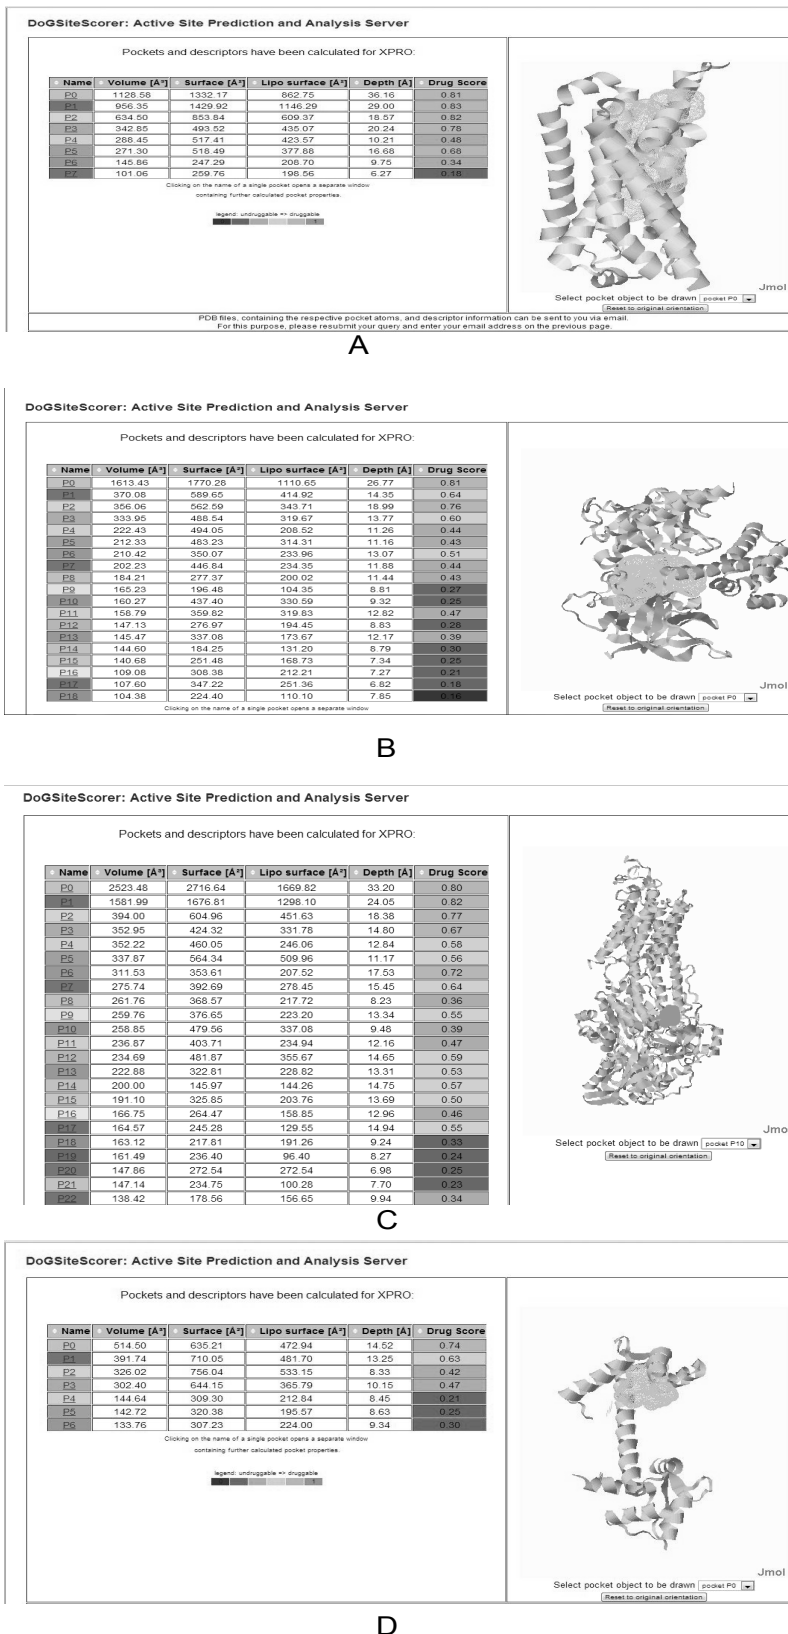 DoGSiteScorer: Active Site Prediction and Analysis Server
Pockets and descriptors have been calculated for XPRO:
Name Volume [Å³] Surface [Å²] Lipo surface [Å²] Depth [Å] Drug Score
P0 1128.58 1332.17 862.75 36.16 0.81
P1 956.35 1429.92 1146.29 29.00 0.83
P2 634.50 853.84 609.37 18.57 0.82
P3 342.85 493.52 435.07 20.24 0.78
P4 288.45 517.41 423.57 10.21 0.48
P5 271.30 518.49 377.88 16.68 0.68
P6 145.86 247.29 208.70 9.75 0.34
P7 101.06 259.76 198.56 6.27 0.18
Clicking on the name of a single pocket opens a separate window
containing further calculated pocket properties.
legend: undruggable => druggable
Jmol
Select pocket object to be drawn pocket P0
Reset to original orientation
PDB files, containing the respective pocket atoms, and descriptor information can be sent to you via email.
For this purpose, please resubmit your query and enter your email address on the previous page.
A
DoGSiteScorer: Active Site Prediction and Analysis Server
Pockets and descriptors have been calculated for XPRO:
Name Volume [Å³] Surface [Å²] Lipo surface [Å²] Depth [Å] Drug Score
P0 1613.43 1770.28 1110.65 26.77 0.81
P1 370.08 589.65 414.92 14.35 0.64
P2 356.06 562.59 343.71 18.99 0.76
P3 333.95 488.54 319.67 13.77 0.60
P4 222.43 494.05 208.52 11.26 0.44
P5 212.33 483.23 314.31 11.16 0.43
P6 210.42 350.07 233.96 13.07 0.51
P7 202.23 446.84 234.35 11.88 0.44
P8 184.21 277.37 200.02 11.44 0.43
P9 165.23 196.48 104.35 8.81 0.27
P10 160.27 437.40 330.59 9.32 0.25
P11 158.79 359.82 319.83 12.82 0.47
P12 147.13 276.97 194.45 8.83 0.28
P13 145.47 337.08 173.67 12.17 0.39
P14 144.60 184.25 131.20 8.79 0.30
P15 140.68 251.48 168.73 7.34 0.25
P16 109.08 308.38 212.21 7.27 0.21
P17 107.60 347.22 251.36 6.82 0.18
P18 104.38 224.40 110.10 7.85 0.16
Clicking on the name of a single pocket opens a separate window
Jmol
Select pocket object to be drawn pocket P0
Reset to original orientation
B
DoGSiteScorer: Active Site Prediction and Analysis Server
Pockets and descriptors have been calculated for XPRO:
Name Volume [Å³] Surface [Å²] Lipo surface [Å²] Depth [Å] Drug Score
P0 2523.48 2716.64 1669.82 33.20 0.80
P1 1581.99 1676.81 1298.10 24.05 0.82
P2 394.00 604.96 451.63 18.38 0.77
P3 352.95 424.32 331.78 14.80 0.67
P4 352.22 460.05 246.06 12.84 0.58
P5 337.87 564.34 509.96 11.17 0.56
P6 311.53 353.61 207.52 17.53 0.72
P7 275.74 392.69 278.45 15.45 0.64
P8 261.76 368.57 217.72 8.23 0.36
P9 259.76 376.65 223.20 13.34 0.55
P10 258.85 479.56 337.08 9.48 0.39
P11 236.87 403.71 234.94 12.16 0.47
P12 234.69 481.87 355.67 14.65 0.59
P13 222.88 322.81 228.82 13.31 0.53
P14 200.00 145.97 144.26 14.75 0.57
P15 191.10 325.85 203.76 13.69 0.50
P16 166.75 264.47 158.85 12.96 0.46
P17 164.57 245.28 129.55 14.94 0.55
P18 163.12 217.81 191.26 9.24 0.33
P19 161.49 236.40 96.40 8.27 0.24
P20 147.86 272.54 272.54 6.98 0.25
P21 147.14 234.75 100.28 7.70 0.23
P22 138.42 178.56 156.65 9.94 0.34
Jmo
Select pocket object to be drawn pocket P10
Reset to original orientation
C
DoGSiteScorer: Active Site Prediction and Analysis Server
Pockets and descriptors have been calculated for XPRO:
Name Volume [Å³] Surface [Å²] Lipo surface [Å²] Depth [Å] Drug Score
P0 514.50 635.21 472.94 14.52 0.74
P1 391.74 710.05 481.70 13.25 0.63
P2 326.02 756.04 533.15 8.33 0.42
P3 302.40 644.15 365.79 10.15 0.47
P4 144.64 309.30 212.84 8.45 0.21
P5 142.72 320.38 195.57 8.63 0.25
P6 133.76 307.23 224.00 9.34 0.30
Clicking on the name of a single pocket opens a separate window
containing further calculated pocket properties.
legend: undruggable => druggable
Jmol
Select pocket object to be drawn pocket P0
Reset to original orientation
D